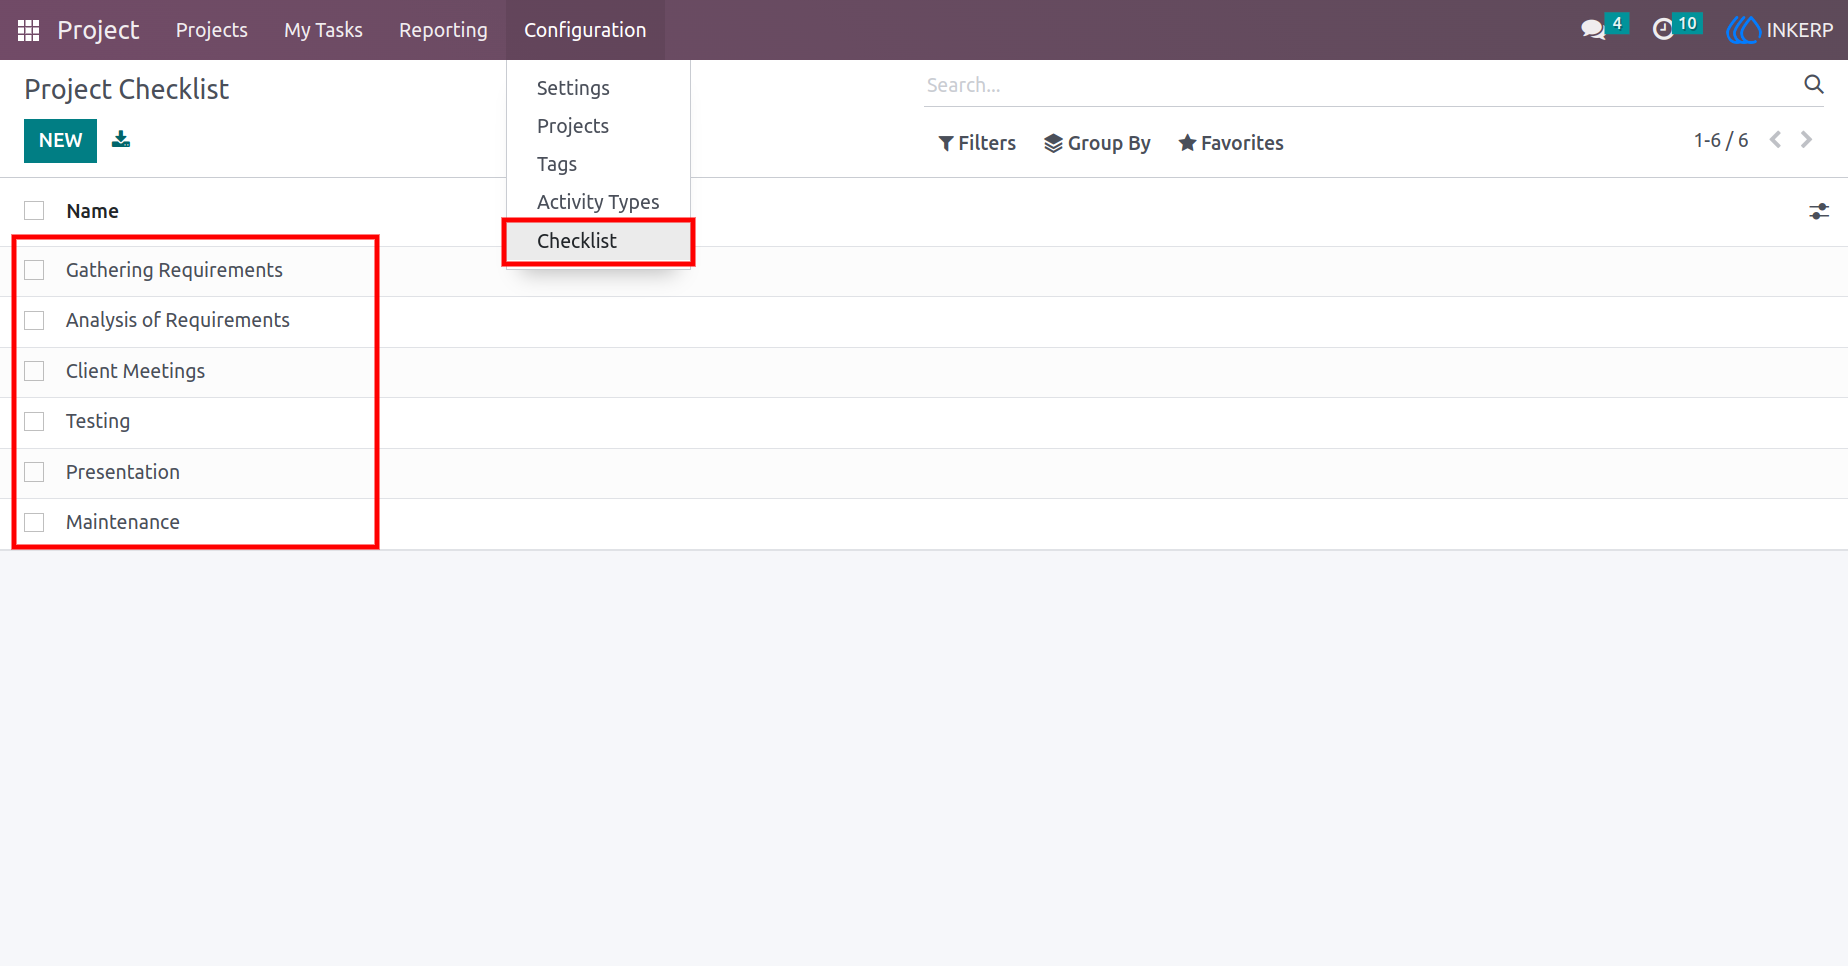 Project Projects My Tasks Reporting Configuration 4 10 INKERP
Project Checklist
Search...
NEW
Filters Group By Favorites 1-6 / 6
Settings
Projects
Tags
Activity Types
Checklist
Name
Gathering Requirements
Analysis of Requirements
Client Meetings
Testing
Presentation
Maintenance